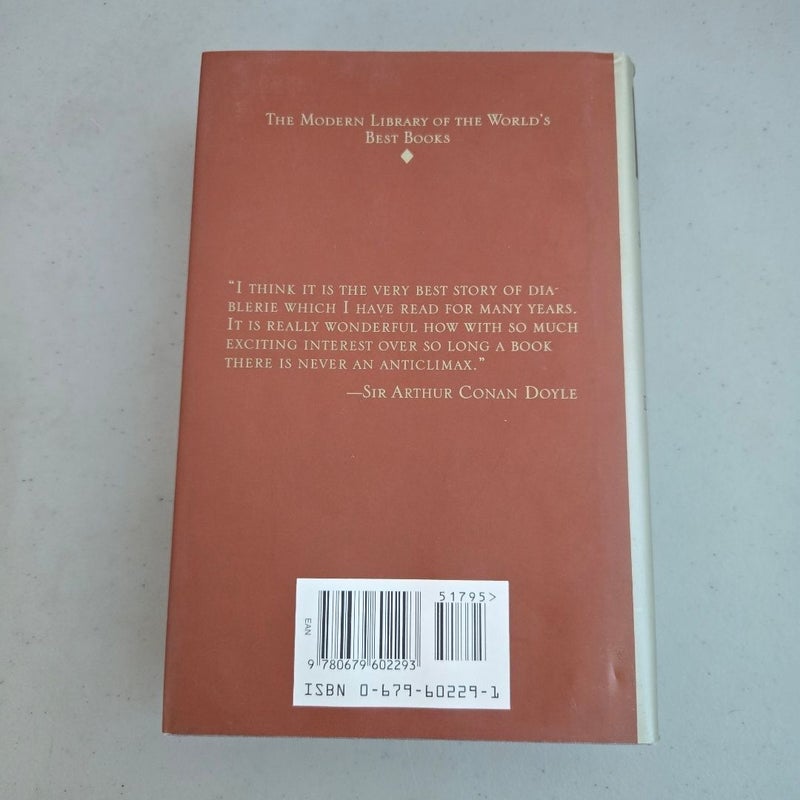 THE MODERN LIBRARY OF THE WORLD'S
BEST BOOKS
"I THINK IT IS THE VERY BEST STORY OF DIA-
BLERIE WHICH I HAVE READ FOR MANY YEARS.
IT IS REALLY WONDERFUL HOW WITH SO MUCH
EXCITING INTEREST OVER SO LONG A BOOK
THERE IS NEVER AN ANTICLIMAX."
—SIR ARTHUR CONAN DOYLE
51795>
EAN
9 780679 602293
ISBN 0-679-60229-1